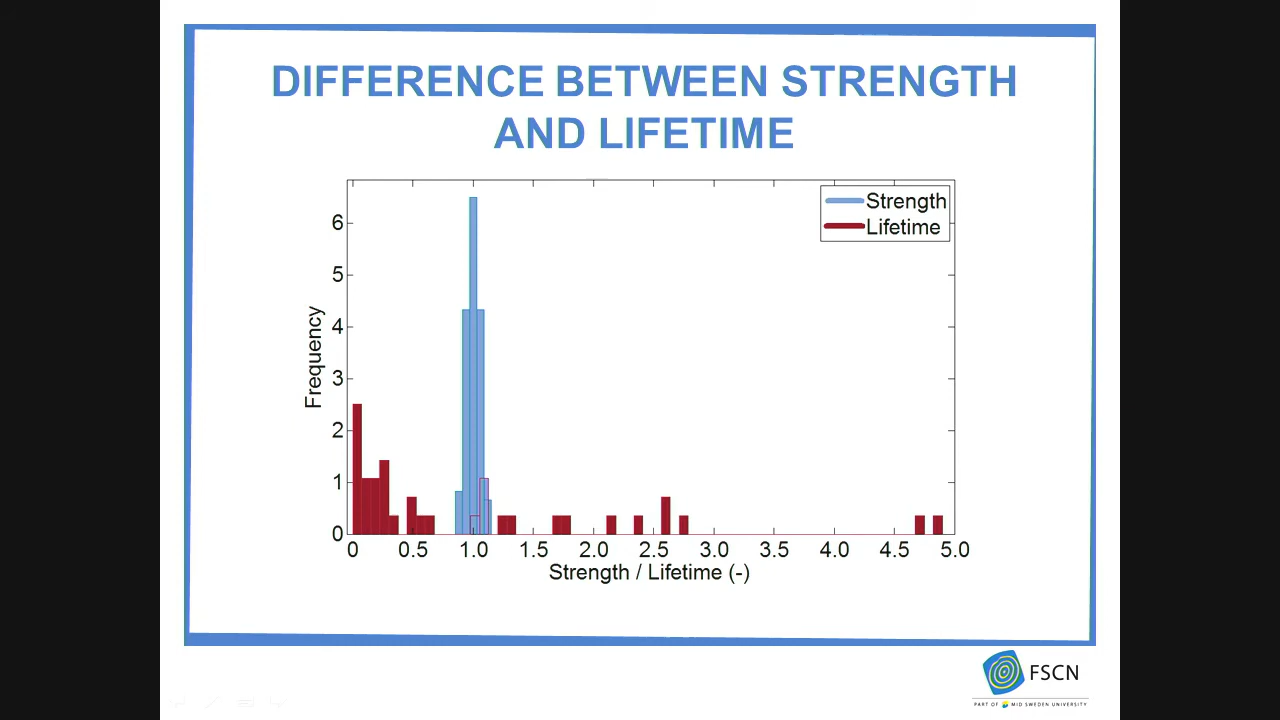 DIFFERENCE BETWEEN STRENGTH
AND LIFETIME
Strength
Lifetime
Frequency
6
5
4
3
2
1
0
0 0.5 1.0 1.5 2.0 2.5 3.0 3.5 4.0 4.5 5.0
Strength / Lifetime (-)
FSCN
PART OF MID SWEDEN UNIVERSITY